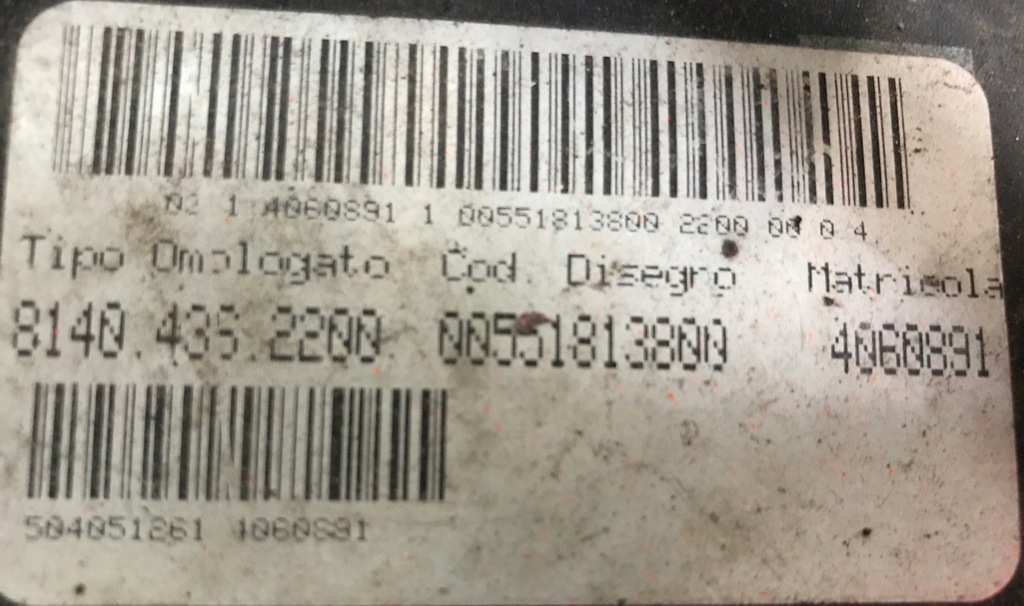 03 1 4060891 1 00551813800 2200 00 0 4
Tipo Omologato Cod. Disegno Matricola
8140.43S.2200. 00551813800 4060891
504051261 4060891